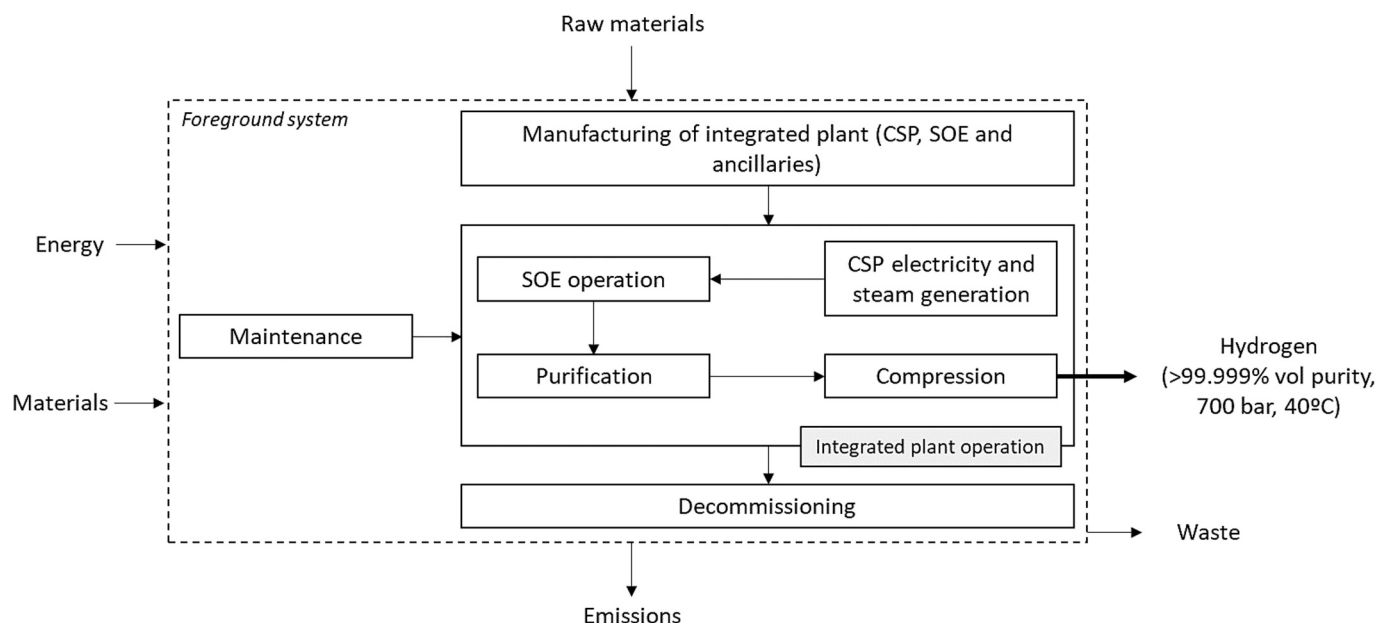 Raw materials
Foreground system
Manufacturing of integrated plant (CSP, SOE and
ancillaries)
Energy
SOE operation
CSP electricity and
steam generation
Maintenance
Purification
Compression
Hydrogen
(>99.999% vol purity,
700 bar, 40ºC)
Materials
Integrated plant operation
Decommissioning
Waste
Emissions